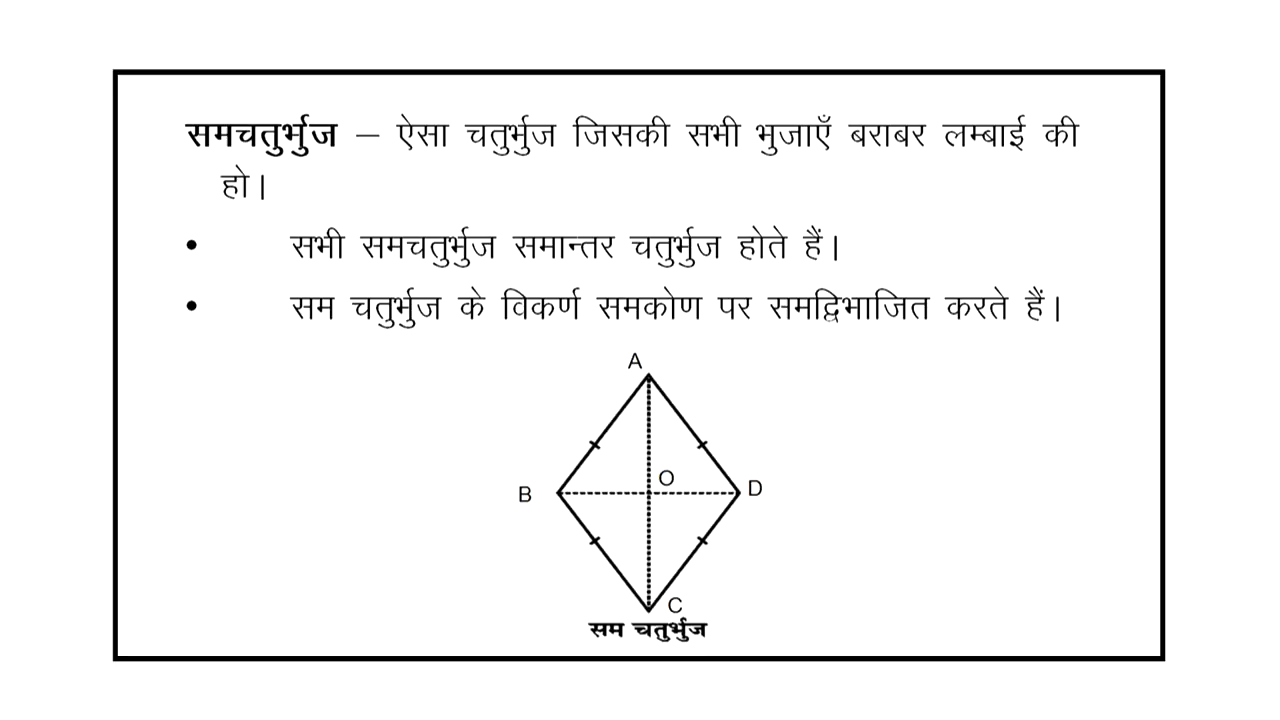 समचतुर्भुज – ऐसा चतुर्भुज जिसकी सभी भुजाएँ बराबर लम्बाई की
हो।
• सभी समचतुर्भुज समान्तर चतुर्भुज होते हैं।
• सम चतुर्भुज के विकर्ण समकोण पर समद्विभाजित करते हैं।
A
O
B
D
C
सम चतुर्भुज